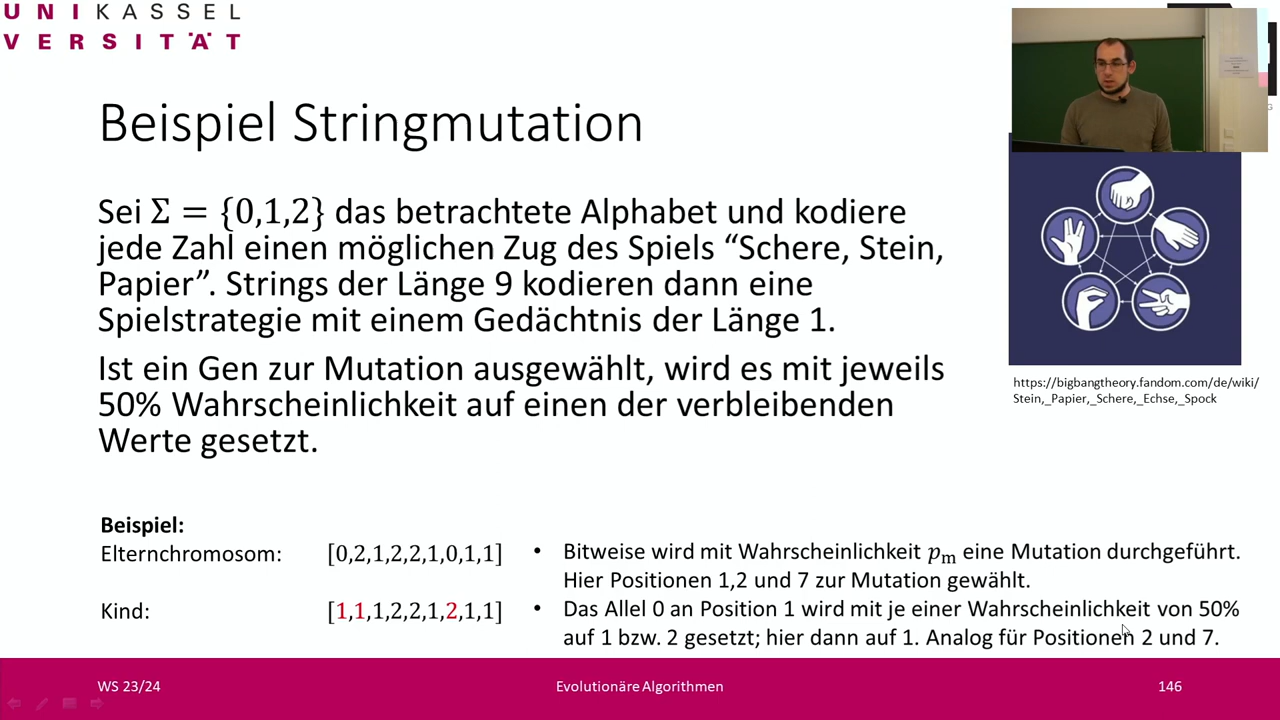 UNIKASSEL
VERSITÄT
Beispiel Stringmutation
Sei Σ = {0,1,2} das betrachtete Alphabet und kodiere
jede Zahl einen möglichen Zug des Spiels “Schere, Stein,
Papier”. Strings der Länge 9 kodieren dann eine
Spielstrategie mit einem Gedächtnis der Länge 1.
Ist ein Gen zur Mutation ausgewählt, wird es mit jeweils
50% Wahrscheinlichkeit auf einen der verbleibenden
Werte gesetzt.
https://bigbangtheory.fandom.com/de/wiki/
Stein,_Papier,_Schere,_Echse,_Spock
Beispiel:
Elternchromosom: [0,2,1,2,2,1,0,1,1]
Kind: [1,1,1,2,2,1,2,1,1]
• Bitweise wird mit Wahrscheinlichkeit pm eine Mutation durchgeführt.
Hier Positionen 1,2 und 7 zur Mutation gewählt.
• Das Allel 0 an Position 1 wird mit je einer Wahrscheinlichkeit von 50%
auf 1 bzw. 2 gesetzt; hier dann auf 1. Analog für Positionen 2 und 7.
WS 23/24
Evolutionäre Algorithmen
146